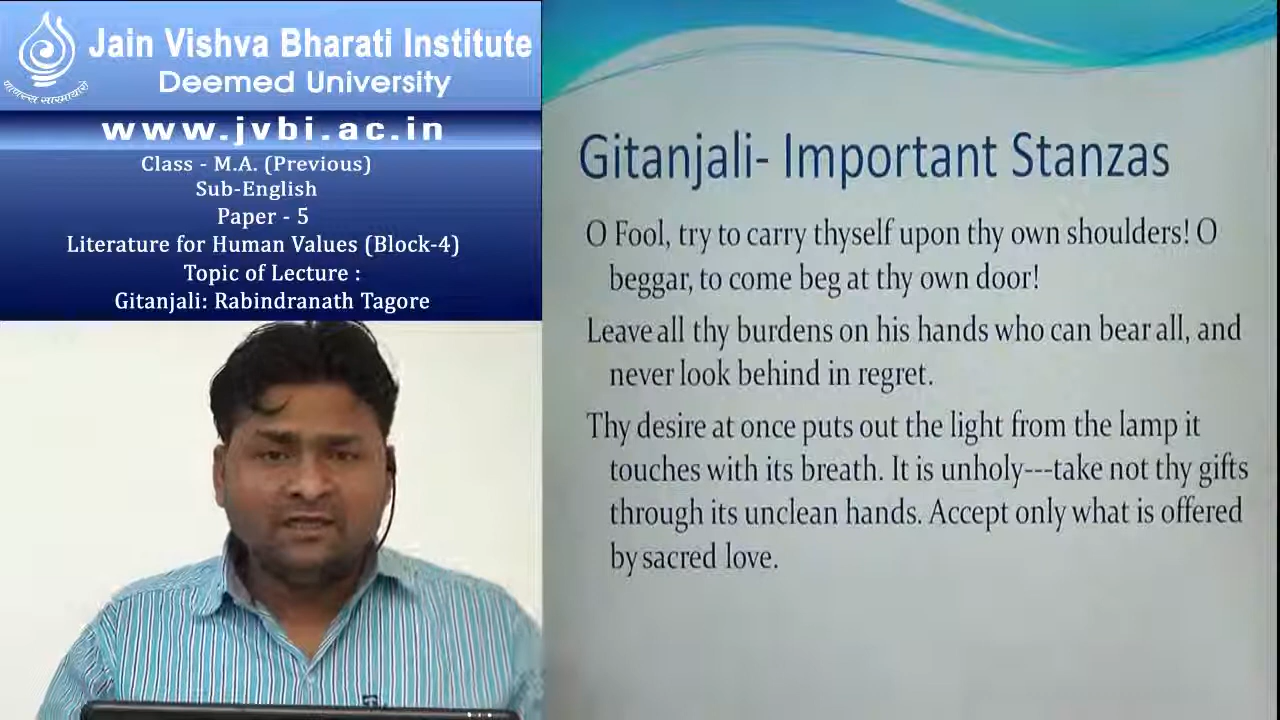 Jain Vishva Bharati Institute
Deemed University
www.jvbi.ac.in
Class - M.A. (Previous)
Sub-English
Paper - 5
Literature for Human Values (Block-4)
Topic of Lecture :
Gitanjali: Rabindranath Tagore
Gitanjali- Important Stanzas
O Fool, try to carry thyself upon thy own shoulders! O
beggar, to come beg at thy own door!
Leave all thy burdens on his hands who can bear all, and
never look behind in regret.
Thy desire at once puts out the light from the lamp it
touches with its breath. It is unholy---take not thy gifts
through its unclean hands. Accept only what is offered
by sacred love.